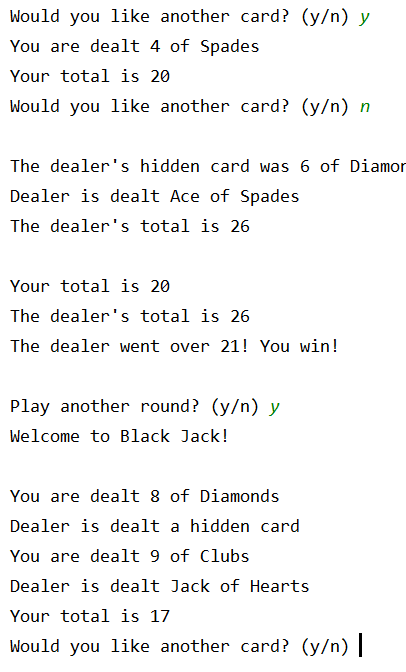 Would you like another card? (y/n) y
You are dealt 4 of Spades
Your total is 20
Would you like another card? (y/n) n
The dealer's hidden card was 6 of Diamor
Dealer is dealt Ace of Spades
The dealer's total is 26
Your total is 20
The dealer's total is 26
The dealer went over 21! You win!
Play another round? (y/n) y
Welcome to Black Jack!
You are dealt 8 of Diamonds
Dealer is dealt a hidden card
You are dealt 9 of Clubs
Dealer is dealt Jack of Hearts
Your total is 17
Would you like another card? (y/n)